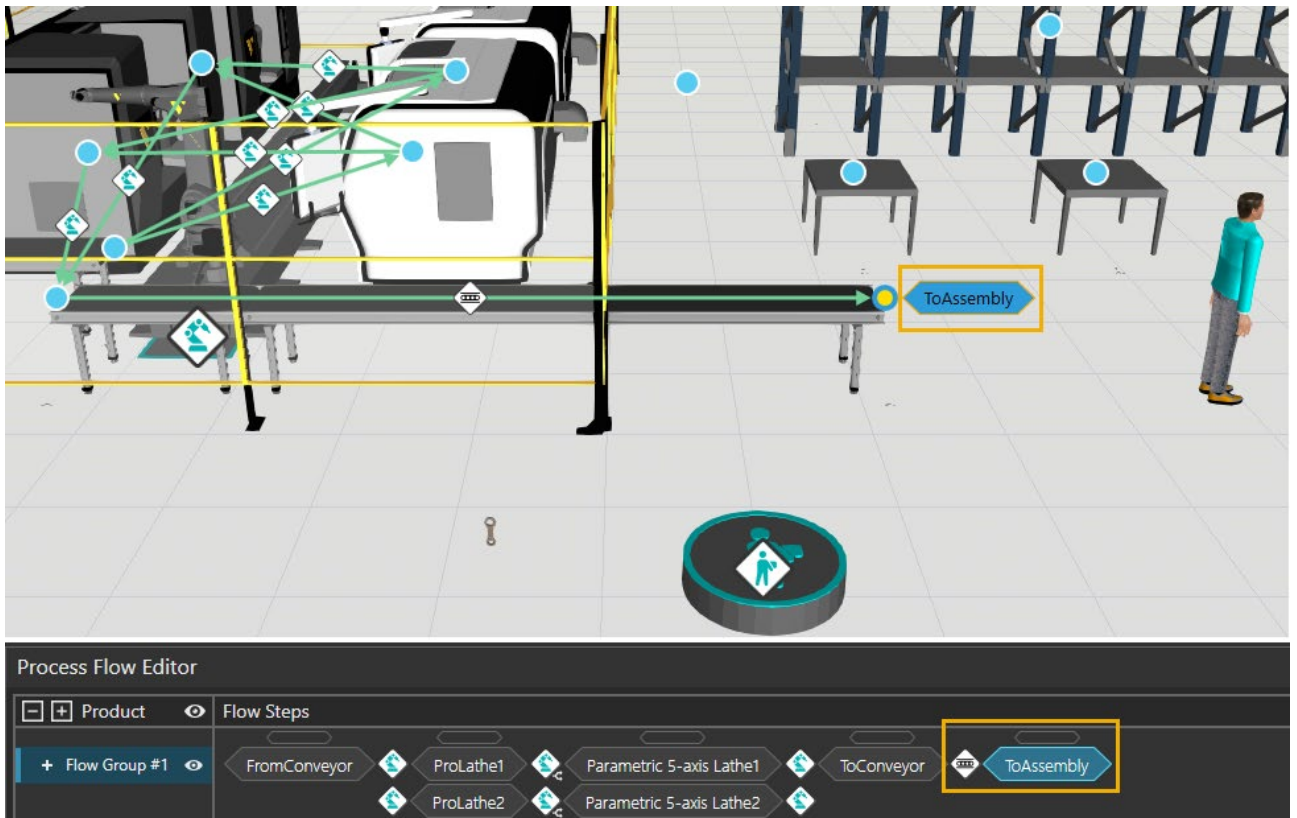 ToAssembly
Process Flow Editor
Product
Flow Steps
Flow Group #1
FromConveyor
ProLathe1
Parametric 5-axis Lathe1
ToConveyor
ToAssembly
ProLathe2
Parametric 5-axis Lathe2